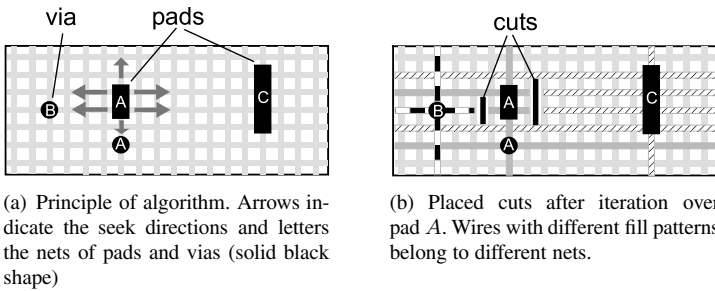 via
pads
A
B
C
A
(a) Principle of algorithm. Arrows in-
dicate the seek directions and letters
the nets of pads and vias (solid black
shape)
cuts
A
B
C
A
(b) Placed cuts after iteration over
pad A. Wires with different fill patterns
belong to different nets.